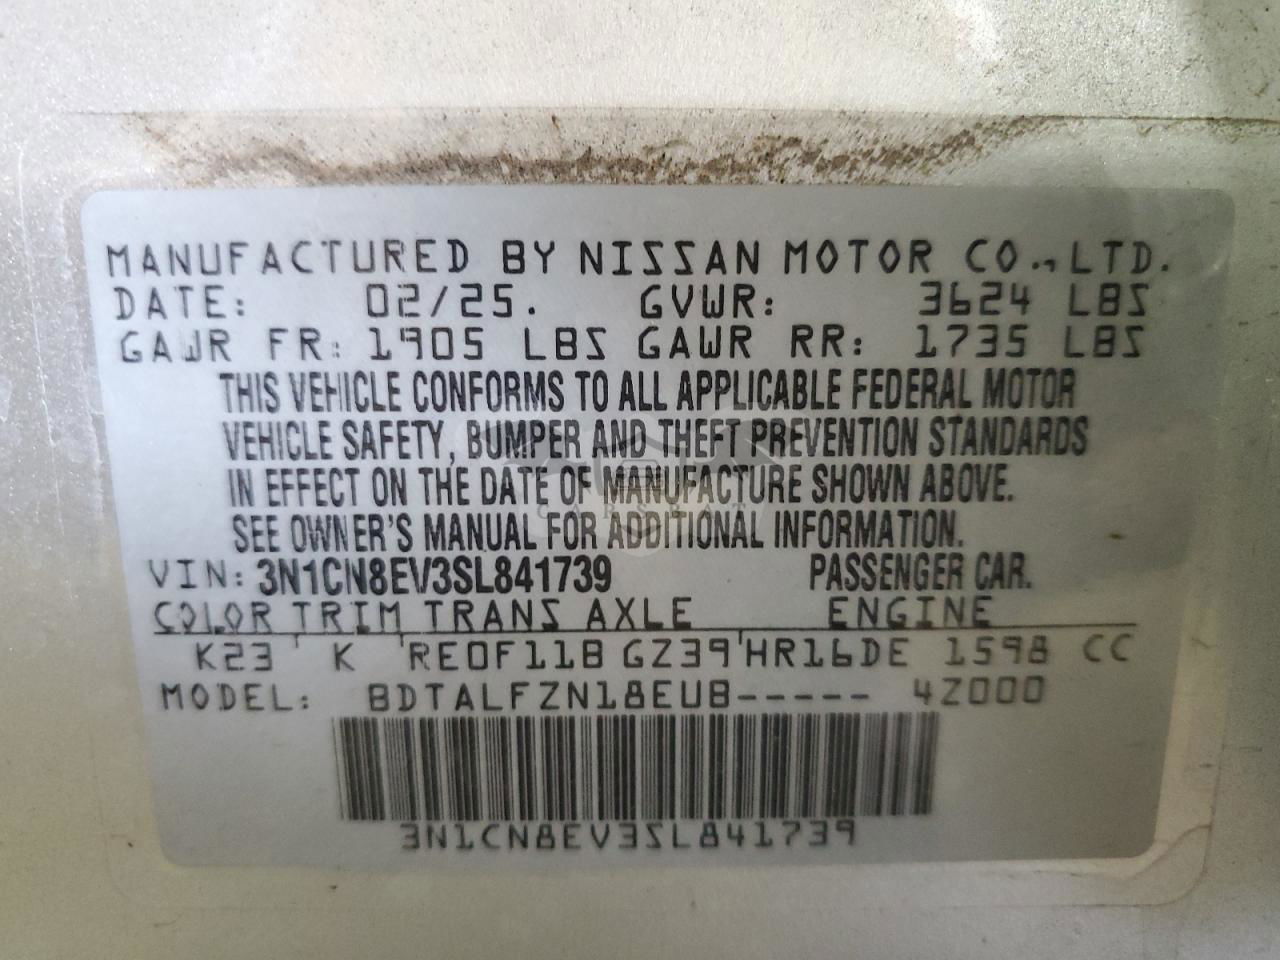 MANUFACTURED BY NISSAN MOTOR CO., LTD.
DATE: 02/25. GVWR: 3624 LBS
GAWR FR: 1905 LBS GAWR RR: 1735 LBS
THIS VEHICLE CONFORMS TO ALL APPLICABLE FEDERAL MOTOR
VEHICLE SAFETY, BUMPER AND THEFT PREVENTION STANDARDS
IN EFFECT ON THE DATE OF MANUFACTURE SHOWN ABOVE.
CARSTAT
SEE OWNER'S MANUAL FOR ADDITIONAL INFORMATION.
VIN: 3N1CN8EV3SL841739 PASSENGER CAR.
COLOR TRIM TRANS AXLE ENGINE
K23 K RE0F11B GZ39 HR16DE 1598 CC
MODEL: BDTALFZN18EUB----- 4Z000
3N1CN8EV3SL841739